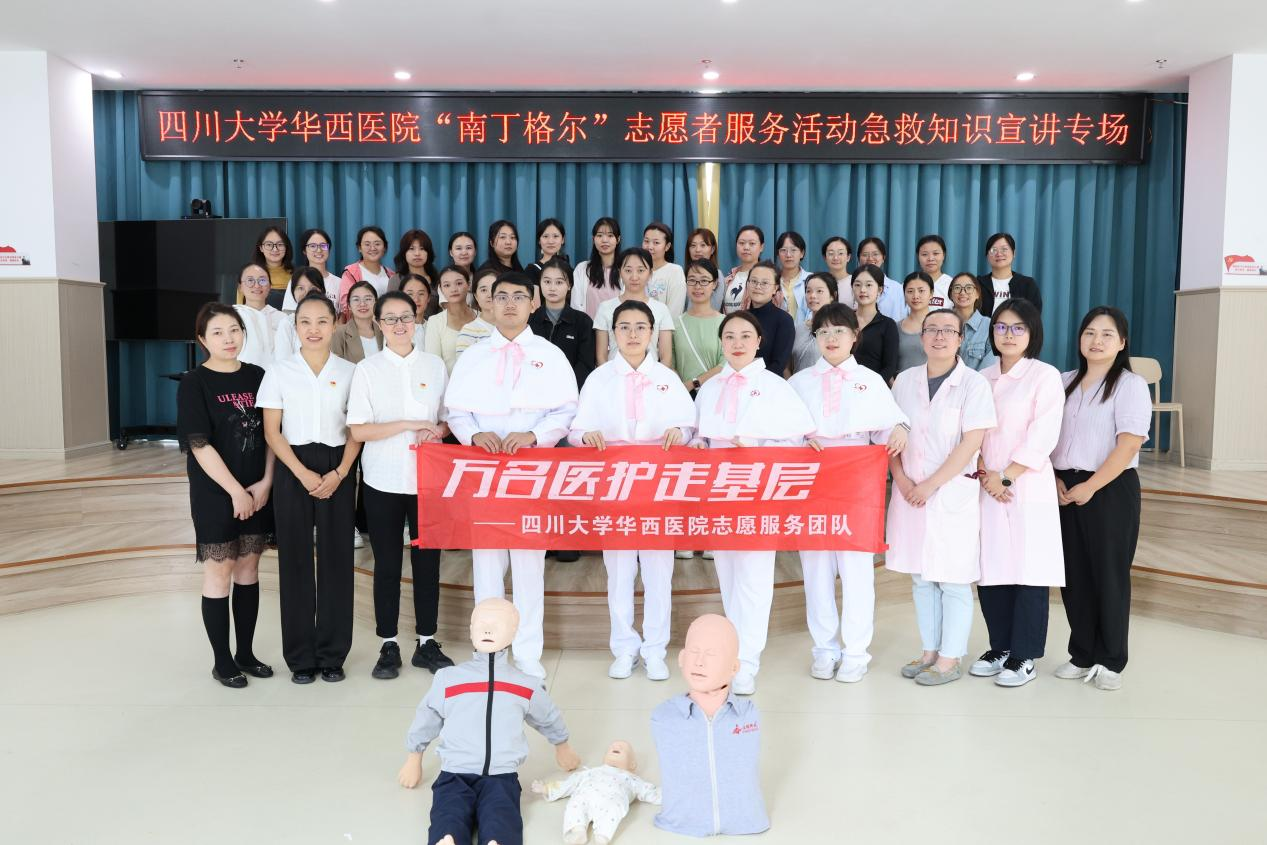 四川大学华西医院“南丁格尔”志愿者服务活动急救知识宣讲专场
万名医护走基层
——四川大学华西医院志愿服务团队
ULEASE